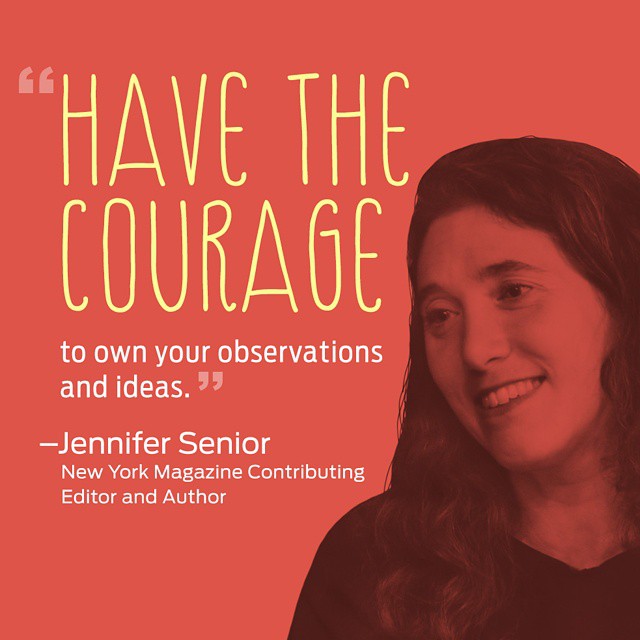 “HAVE THE
COURAGE
to own your observations
and ideas.”
–Jennifer Senior
New York Magazine Contributing
Editor and Author